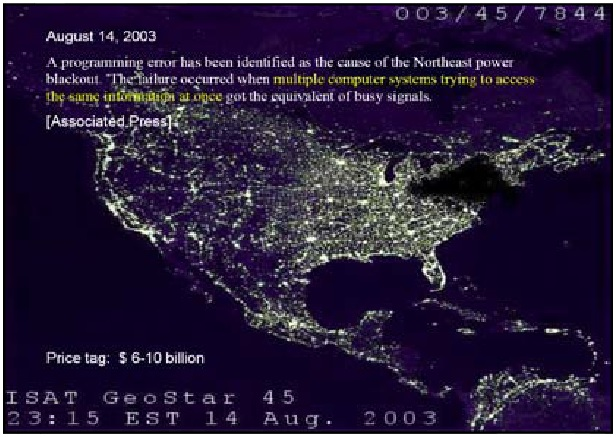 003/45/7844
August 14, 2003
A programming error has been identified as the cause of the Northeast power
blackout. "The failure occurred when multiple computer systems trying to access
the same information at once got the equivalent of busy signals.
[Associated Press]
Price tag: $ 6-10 billion
ISAT GeoStar 45
23:15 EST 14 Aug. 2003